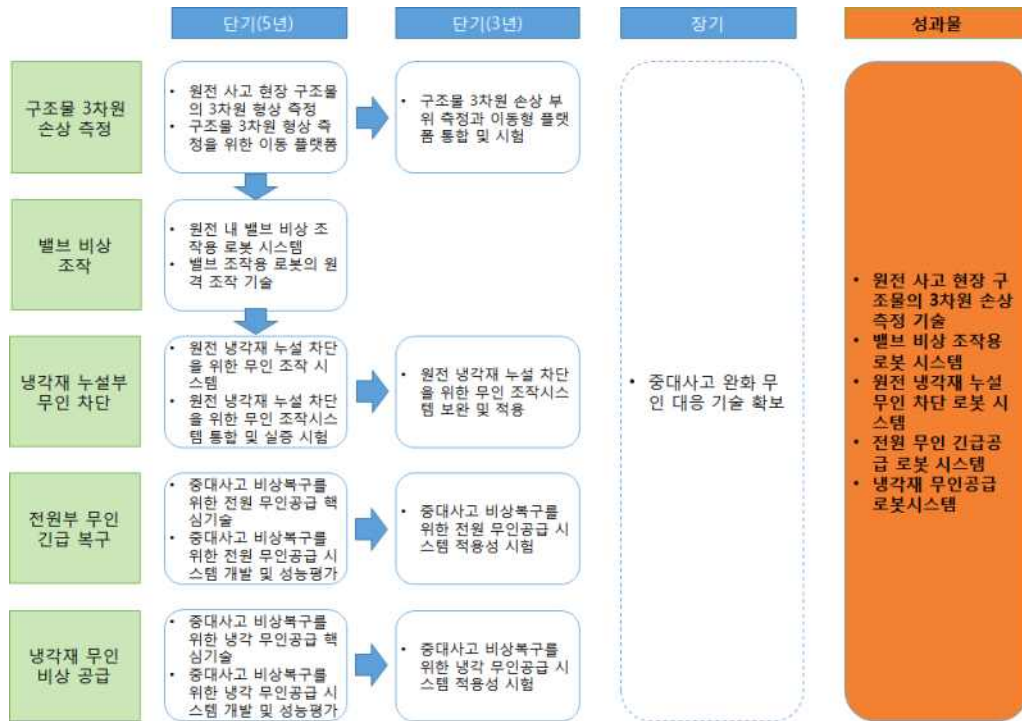 단기(5년)
단기(3년)
장기
성과물
구조물 3차원
손상 측정
• 원전 사고 현장 구조물
의 3차원 형상 측정
• 구조물 3차원 형상 측
정을 위한 이동 플랫폼
• 구조물 3차원 손상 부
위 측정과 이동형 플랫
폼 통합 및 시험
밸브 비상
조작
• 원전 내 밸브 비상 조
작용 로봇 시스템
• 밸브 조작용 로봇의 원
격 조작 기술
냉각재 누설부
무인 차단
• 원전 냉각재 누설 차단
을 위한 무인 조작 시
스템
• 원전 냉각재 누설 차단
을 위한 무인 조작시스
템 통합 및 실증 시험
• 원전 냉각재 누설 차단
을 위한 무인 조작시스
템 보완 및 적용
전원부 무인
긴급 복구
• 중대사고 비상복구를
위한 전원 무인공급 핵
심기술
• 중대사고 비상복구를
위한 전원 무인공급 시
스템 개발 및 성능평가
• 중대사고 비상복구를
위한 전원 무인공급 시
스템 적용성 시험
냉각재 무인
비상 공급
• 중대사고 비상복구를
위한 냉각 무인공급 핵
심기술
• 중대사고 비상복구를
위한 냉각 무인공급 시
스템 개발 및 성능평가
• 중대사고 비상복구를
위한 냉각 무인공급 시
스템 적용성 시험
• 중대사고 완화 무
인 대응 기술 확보
• 원전 사고 현장 구
조물의 3차원 손상
측정 기술
• 밸브 비상 조작용
로봇 시스템
• 원전 냉각재 누설
무인 차단 로봇 시
스템
• 전원 무인 긴급공
급 로봇 시스템
• 냉각재 무인공급
로봇시스템